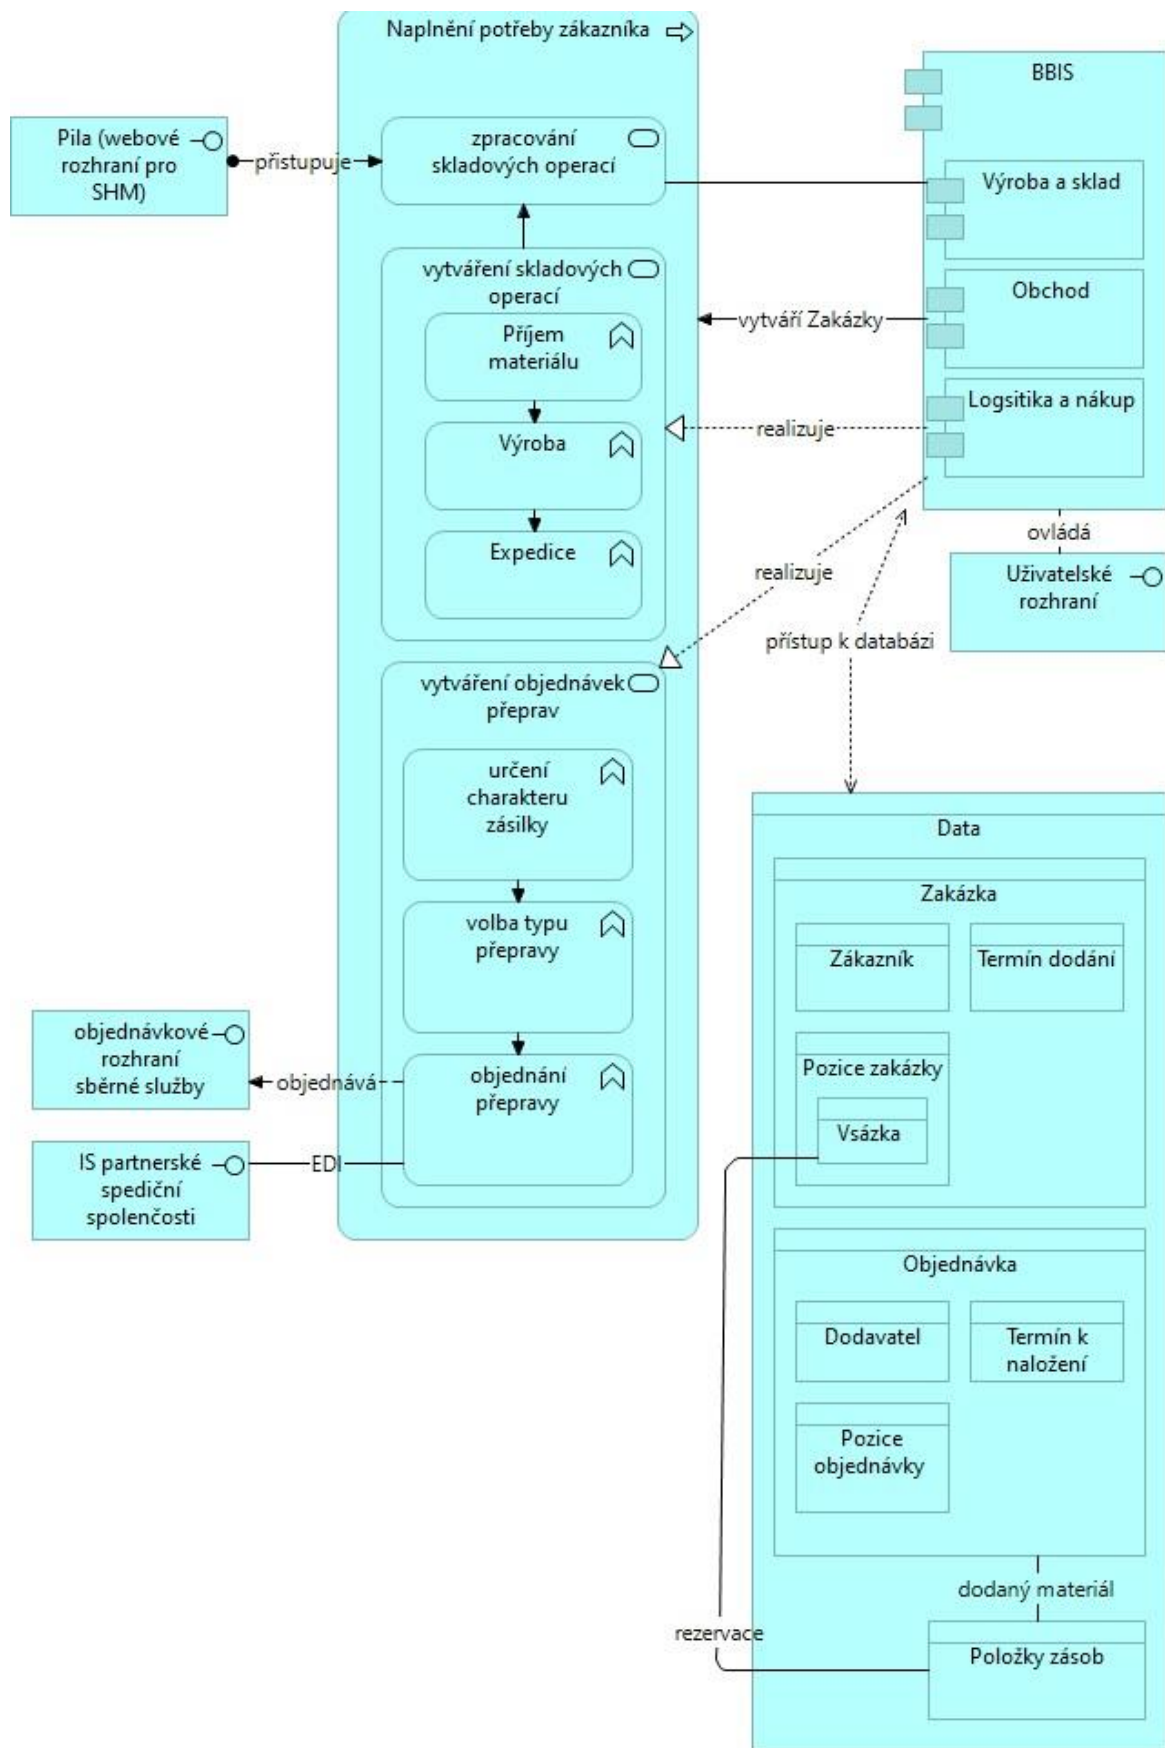 Naplnění potřeby zákazníka
BBIS
Pila (webové
rozhraní pro
SHM)
přistupuje
zpracování
skladových operací
Výroba a sklad
vytváření skladových
operací
Obchod
Příjem
materiálu
vytváří Zakázky
Logsitika a nákup
Výroba
realizuje
Expedice
ovládá
realizuje
Uživatelské
rozhraní
přístup k databázi
vytváření objednávek
přeprav
určení
charakteru
zásilky
Data
Zakázka
volba typu
přepravy
Zákazník
Termín dodání
objednávkové
rozhraní
sběrné služby
objednává
objednání
přepravy
Pozice zakázky
Vsázka
IS partnerské
spediční
spolenčosti
EDI
Objednávka
Dodavatel
Termín k
naložení
Pozice
objednávky
dodaný materiál
rezervace
Položky zásob